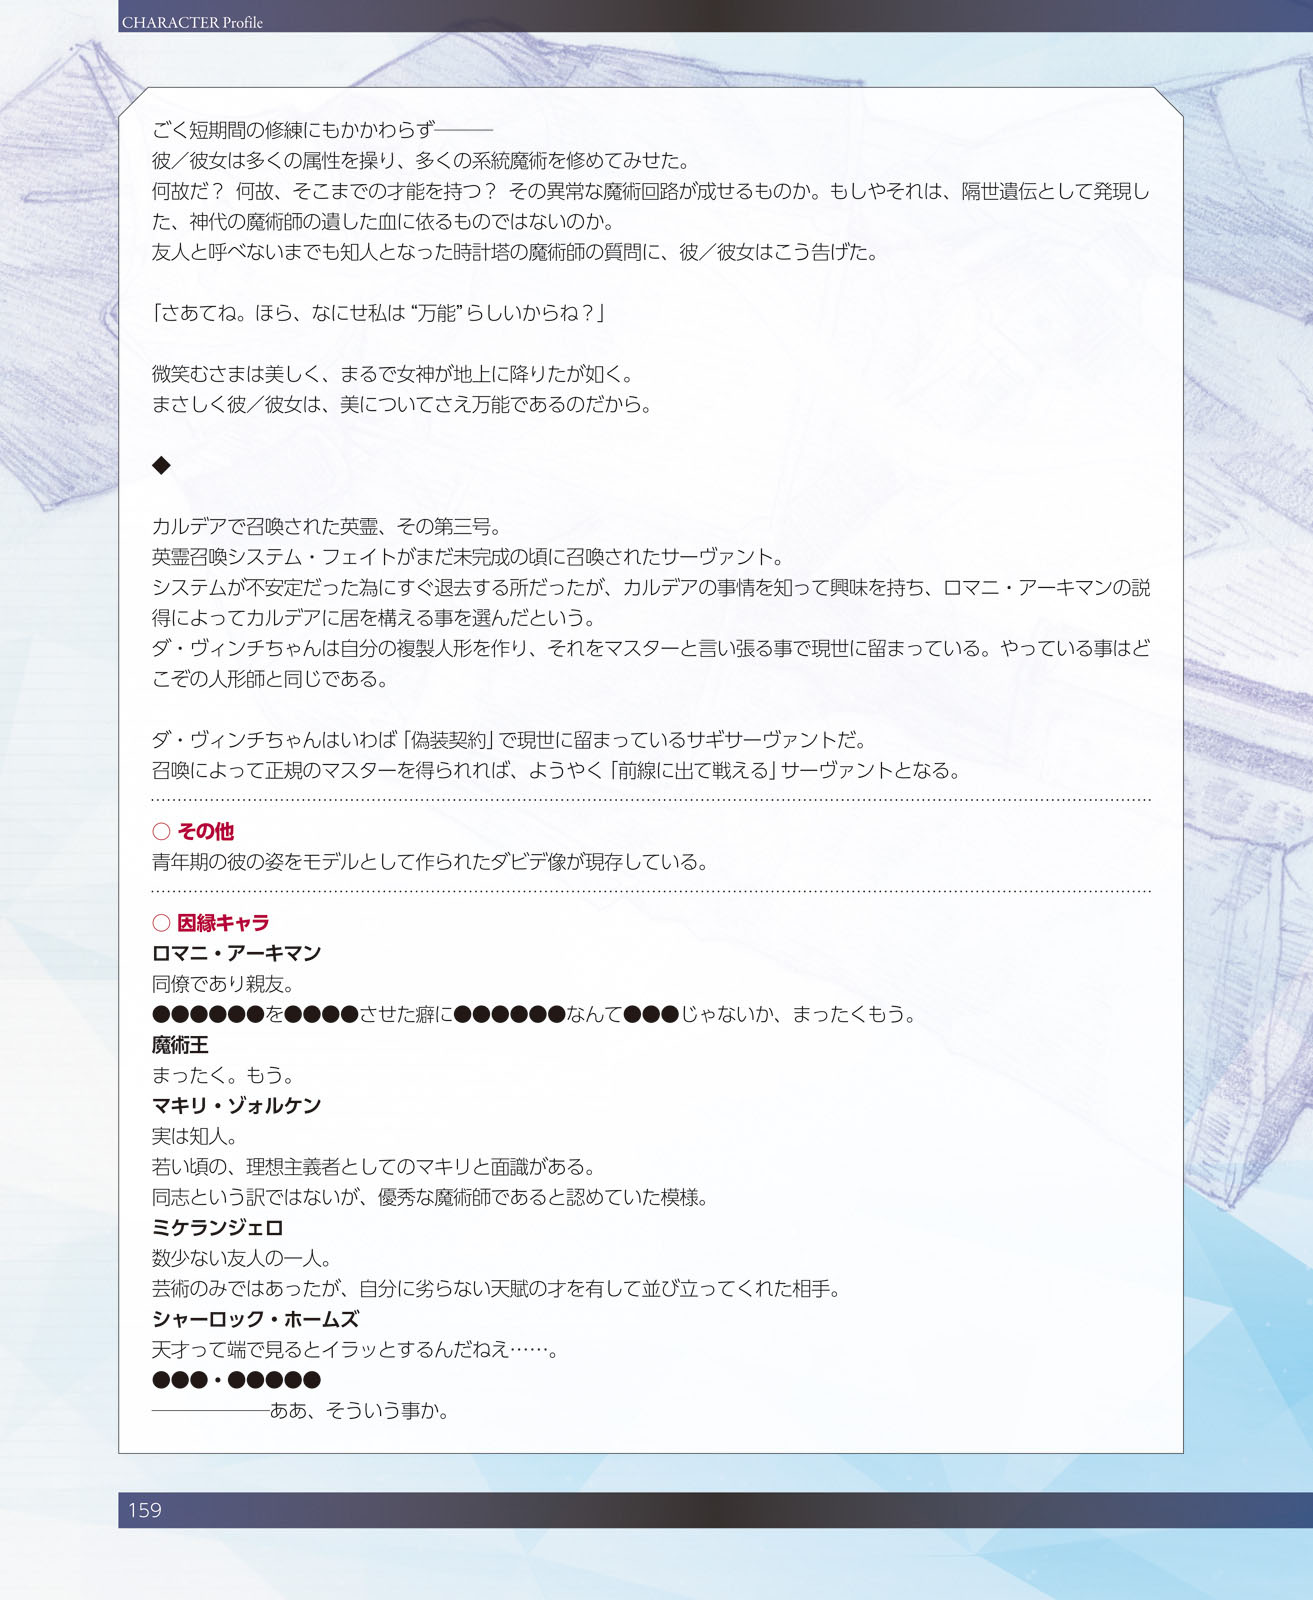 CHARACTER Profile
ごく短期間の修練にもかかわらず―――
彼／彼女は多くの属性を操り、多くの系統魔術を修めてみせた。
何故だ？ 何故、そこまでの才能を持つ？ その異常な魔術回路が成せるものか。もしやそれは、隔世遺伝として発現し
た、神代の魔術師の遺した血に依るものではないのか。
友人と呼べないまでも知人となった時計塔の魔術師の質問に、彼／彼女はこう告げた。
「さあてね。ほら、なにせ私は “万能” らしいからね？」
微笑むさまは美しく、まるで女神が地上に降りたが如く。
まさしく彼／彼女は、美についてさえ万能であるのだから。
◆
カルデアで召喚された英霊、その第三号。
英霊召喚システム・フェイトがまだ未完成の頃に召喚されたサーヴァント。
システムが不安定だった為にすぐ退去する所だったが、カルデアの事情を知って興味を持ち、ロマニ・アーキマンの説
得によってカルデアに居を構える事を選んだという。
ダ・ヴィンチちゃんは自分の複製人形を作り、それをマスターと言い張る事で現世に留まっている。やっている事はど
こぞの人形師と同じである。
ダ・ヴィンチちゃんはいわば「偽装契約」で現世に留まっているサギサーヴァントだ。
召喚によって正規のマスターを得られれば、ようやく「前線に出て戦える」サーヴァントとなる。
○ その他
青年期の彼の姿をモデルとして作られたダビデ像が現存している。
○ 因縁キャラ
ロマニ・アーキマン
同僚であり親友。
●●●●●●を●●●●させた癖に●●●●●●なんて●●●じゃないか、まったくもう。
魔術王
まったく。もう。
マキリ・ゾォルケン
実は知人。
若い頃の、理想主義者としてのマキリと面識がある。
同志という訳ではないが、優秀な魔術師であると認めていた模様。
ミケランジェロ
数少ない友人の一人。
芸術のみではあったが、自分に劣らない天賦の才を有して並び立ってくれた相手。
シャーロック・ホームズ
天才って端で見るとイラッとするんだねえ……。
●●●・●●●●●
――――――ああ、そういう事か。
159